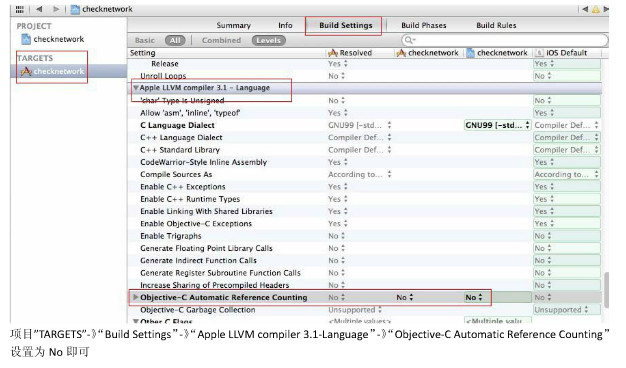 checknetwork
PROJECT
checknetwork
TARGETS
checknetwork
Summary Info Build Settings Build Phases Build Rules
Basic All Combined Levels
Setting Resolved checknetwork checknetwork iOS Default
Release Yes Yes
Unroll Loops No No
Apple LLVM compiler 3.1 - Language
'char' Type Is Unsigned No No
Allow 'asm', 'inline', 'typeof' Yes Yes
C Language Dialect GNU99 [-std... GNU99 [-std... Compiler Def...
C++ Language Dialect Compiler Def... Compiler Def...
C++ Standard Library Compiler Def... Compiler Def...
CodeWarrior-Style Inline Assembly Yes Yes
Compile Sources As According to... According to...
Enable C++ Exceptions Yes Yes
Enable C++ Runtime Types Yes Yes
Enable Linking With Shared Libraries Yes Yes
Enable Objective-C Exceptions Yes Yes
Enable Trigraphs No No
Generate Floating Point Library Calls No No
Generate Indirect Function Calls No No
Generate Register Subroutine Function Calls No No
Increase Sharing of Precompiled Headers No No
Objective-C Automatic Reference Counting No No No No
Objective-C Garbage Collection Unsupported Unsupported
Other C Flags <Multiple values> <Multiple valu...
项目"TARGETS"-》"Build Settings"-》"Apple LLVM compiler 3.1-Language"-》"Objective-C Automatic Reference Counting"
设置为 No 即可